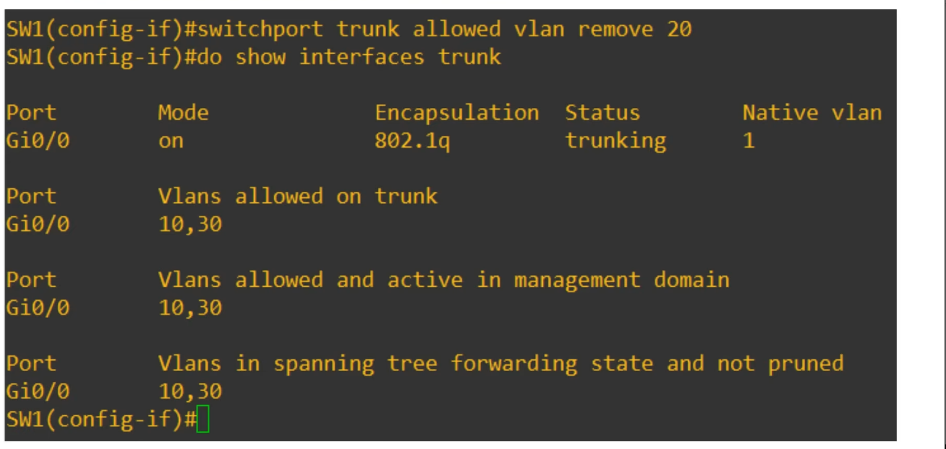 SW1(config-if)#switchport trunk allowed vlan remove 20
SW1(config-if)#do show interfaces trunk
Port Mode Encapsulation Status Native vlan
Gi0/0 on 802.1q trunking 1
Port Vlans allowed on trunk
Gi0/0 10,30
Port Vlans allowed and active in management domain
Gi0/0 10,30
Port Vlans in spanning tree forwarding state and not pruned
Gi0/0 10,30
SW1(config-if)#